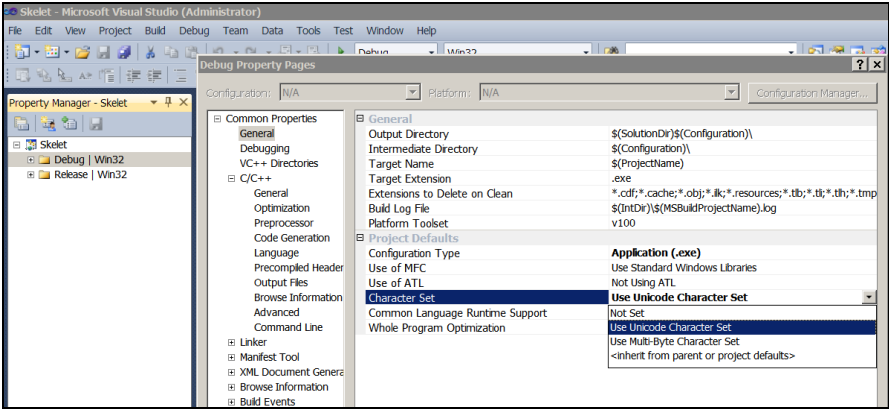 Skelet - Microsoft Visual Studio (Administrator)
File Edit View Project Build Debug Team Data Tools Test Window Help
Debug Win32
Debug Property Pages
Configuration: N/A Platform: N/A Configuration Manager...
Property Manager - Skelet
Skelet
Debug | Win32
Release | Win32
Common Properties
General
Debugging
VC++ Directories
C/C++
General
Optimization
Preprocessor
Code Generation
Language
Precompiled Header
Output Files
Browse Information
Advanced
Command Line
Linker
Manifest Tool
XML Document Genera
Browse Information
Build Events
General
Output Directory $(SolutionDir)$(Configuration)\
Intermediate Directory $(Configuration)\
Target Name $(ProjectName)
Target Extension .exe
Extensions to Delete on Clean *.cdf;*.cache;*.obj;*.ilk;*.resources;*.tlb;*.tli;*.tlh;*.tmp
Build Log File $(IntDir)\$(MSBuildProjectName).log
Platform Toolset v100
Project Defaults
Configuration Type Application (.exe)
Use of MFC Use Standard Windows Libraries
Use of ATL Not Using ATL
Character Set Use Unicode Character Set
Common Language Runtime Support Not Set
Whole Program Optimization Use Unicode Character Set
Use Multi-Byte Character Set
<inherit from parent or project defaults>